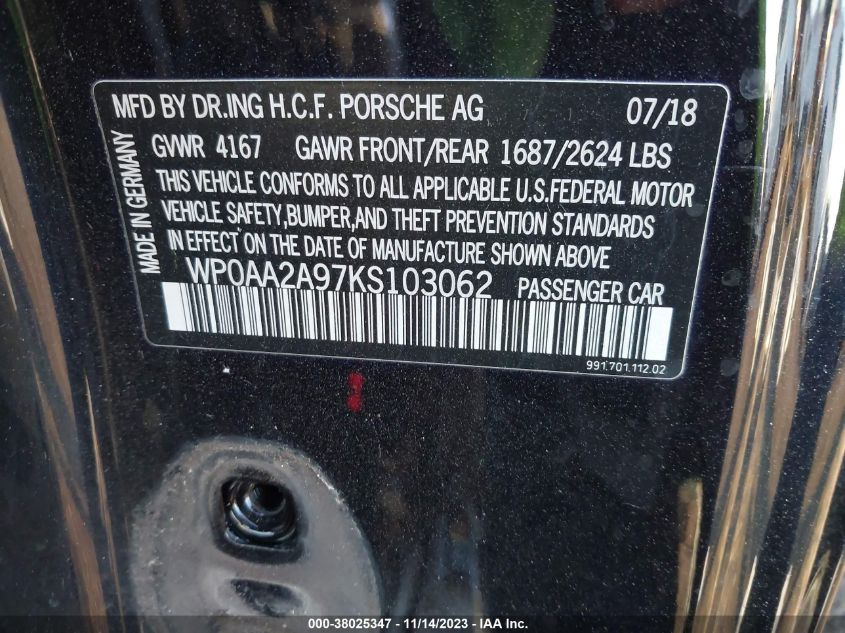 MFD BY DR.ING H.C.F. PORSCHE AG 07/18
GVWR 4167 GAWR FRONT/REAR 1687/2624 LBS
THIS VEHICLE CONFORMS TO ALL APPLICABLE U.S.FEDERAL MOTOR
VEHICLE SAFETY,BUMPER,AND THEFT PREVENTION STANDARDS
IN EFFECT ON THE DATE OF MANUFACTURE SHOWN ABOVE
MADE IN GERMANY
WP0AA2A97KS103062 PASSENGER CAR
991.701.112.02
000-38025347 - 11/14/2023 - IAA Inc.